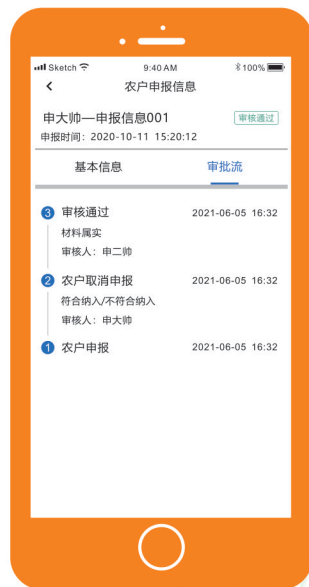 Sketch 9:40 AM 100%
农户申报信息
申大帅—申报信息001 审核通过
申报时间：2020-10-11 15:20:12
基本信息 审批流
3 审核通过 2021-06-05 16:32
材料属实
审核人：申二帅
2 农户取消申报 2021-06-05 16:32
符合纳入/不符合纳入
审核人：申大帅
1 农户申报 2021-06-05 16:32